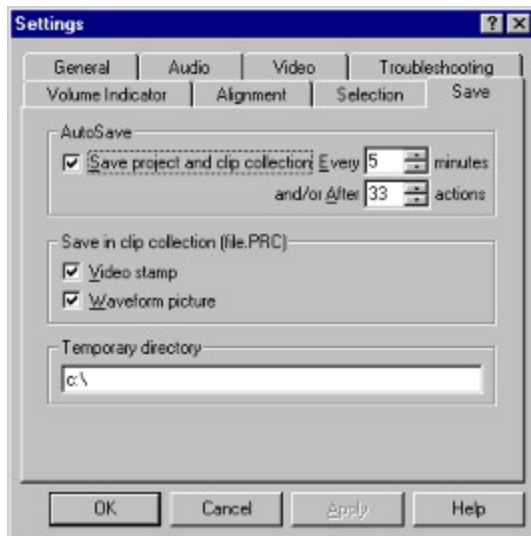 Settings
General Audio Video Troubleshooting
Volume Indicator Alignment Selection Save
AutoSave
Save project and clip collection Every 5 minutes
and/or After 33 actions
Save in clip collection (file.PRC)
Video stamp
Waveform picture
Temporary directory
c:\
OK Cancel Apply Help